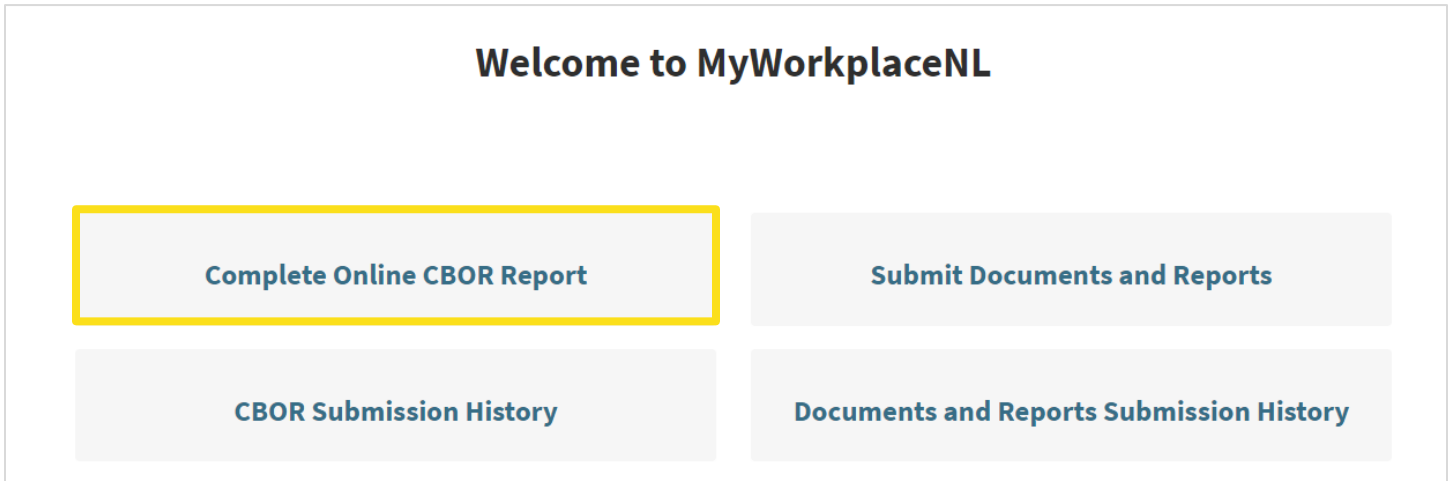 Welcome to MyWorkplaceNL
Complete Online CBOR Report
Submit Documents and Reports
CBOR Submission History
Documents and Reports Submission History